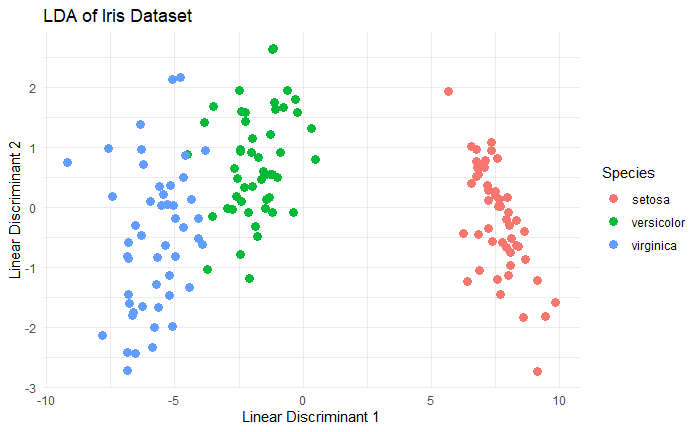 LDA of Iris Dataset
Linear Discriminant 2
2
1
0
-1
-2
-3
-10
-5
0
5
10
Linear Discriminant 1
Species
setosa
versicolor
virginica